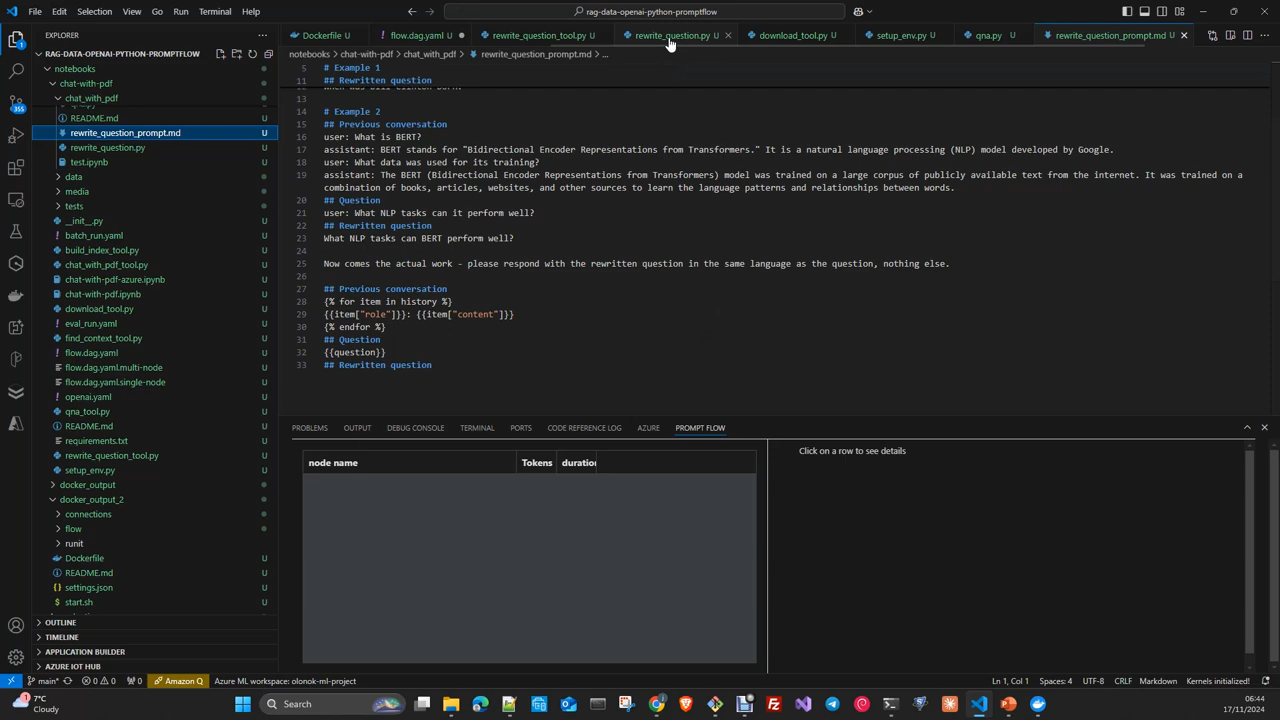 File Edit Selection View Go Run Terminal Help
rag-data-openai-python-promptflow
EXPLORER
RAG-DATA-OPENAI-PYTHON-PROMPTFLOW
notebooks
chat-with-pdf
chat_with_pdf
README.md U
rewrite_question_prompt.md U
rewrite_question.py U
test.ipynb U
data
media
tests
__init__.py U
batch_run.yaml U
build_index_tool.py U
chat_with_pdf_tool.py U
chat-with-pdf-azure.ipynb U
chat-with-pdf.ipynb U
download_tool.py U
eval_run.yaml U
find_context_tool.py U
flow.dag.yaml U
flow.dag.yaml.multi-node U
flow.dag.yaml.single-node U
openai.yaml U
qna_tool.py U
README.md U
requirements.txt U
rewrite_question_tool.py U
setup_env.py U
docker_output
docker_output_2
connections
flow
runit
Dockerfile U
README.md U
settings.json U
start.sh U
OUTLINE
TIMELINE
APPLICATION BUILDER
AZURE IOT HUB
Dockerfile U flow.dag.yaml U rewrite_question_tool.py U rewrite_question.py U download_tool.py U setup_env.py U qna.py U rewrite_question_prompt.md U
notebooks > chat-with-pdf > chat_with_pdf > rewrite_question_prompt.md > ...
5 # Example 1
11 ## Rewritten question
13
14 # Example 2
15 ## Previous conversation
16 user: What is BERT?
17 assistant: BERT stands for "Bidirectional Encoder Representations from Transformers." It is a natural language processing (NLP) model developed by Google.
18 user: What data was used for its training?
19 assistant: The BERT (Bidirectional Encoder Representations from Transformers) model was trained on a large corpus of publicly available text from the internet. It was trained on a
combination of books, articles, websites, and other sources to learn the language patterns and relationships between words.
20 ## Question
21 user: What NLP tasks can it perform well?
22 ## Rewritten question
23 What NLP tasks can BERT perform well?
24
25 Now comes the actual work - please respond with the rewritten question in the same language as the question, nothing else.
26
27 ## Previous conversation
28 {% for item in history %}
29 {{item["role"]}}: {{item["content"]}}
30 {% endfor %}
31 ## Question
32 {{question}}
33 ## Rewritten question
PROBLEMS OUTPUT DEBUG CONSOLE TERMINAL PORTS CODE REFERENCE LOG AZURE PROMPT FLOW
node name Tokens duration
Click on a row to see details
main* 0 0 0 Amazon Q Azure ML workspace: olonok-ml-project
Ln 1, Col 1 Spaces: 4 UTF-8 CRLF Markdown Kernels initialized!
355
1
7°C
Cloudy
Search
06:44
17/11/2024